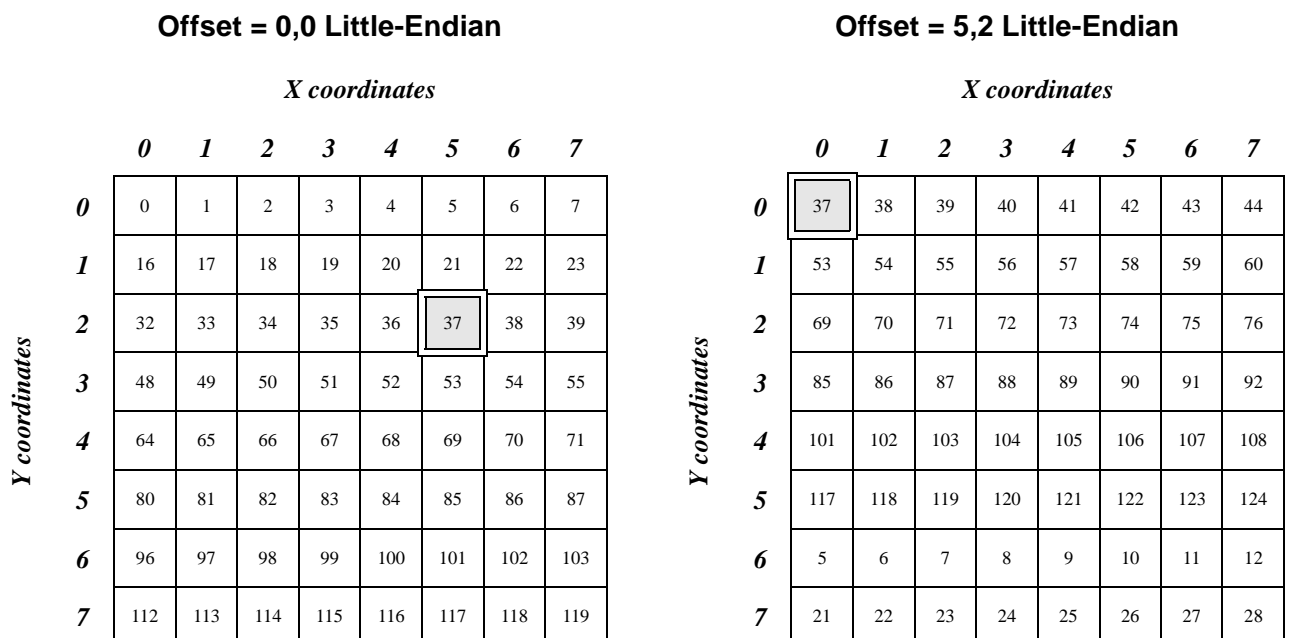 Offset = 0,0 Little-Endian
X coordinates
0 1 2 3 4 5 6 7
Y coordinates
0 0 1 2 3 4 5 6 7
1 16 17 18 19 20 21 22 23
2 32 33 34 35 36 37 38 39
3 48 49 50 51 52 53 54 55
4 64 65 66 67 68 69 70 71
5 80 81 82 83 84 85 86 87
6 96 97 98 99 100 101 102 103
7 112 113 114 115 116 117 118 119
Offset = 5,2 Little-Endian
X coordinates
0 1 2 3 4 5 6 7
Y coordinates
0 37 38 39 40 41 42 43 44
1 53 54 55 56 57 58 59 60
2 69 70 71 72 73 74 75 76
3 85 86 87 88 89 90 91 92
4 101 102 103 104 105 106 107 108
5 117 118 119 120 121 122 123 124
6 5 6 7 8 9 10 11 12
7 21 22 23 24 25 26 27 28